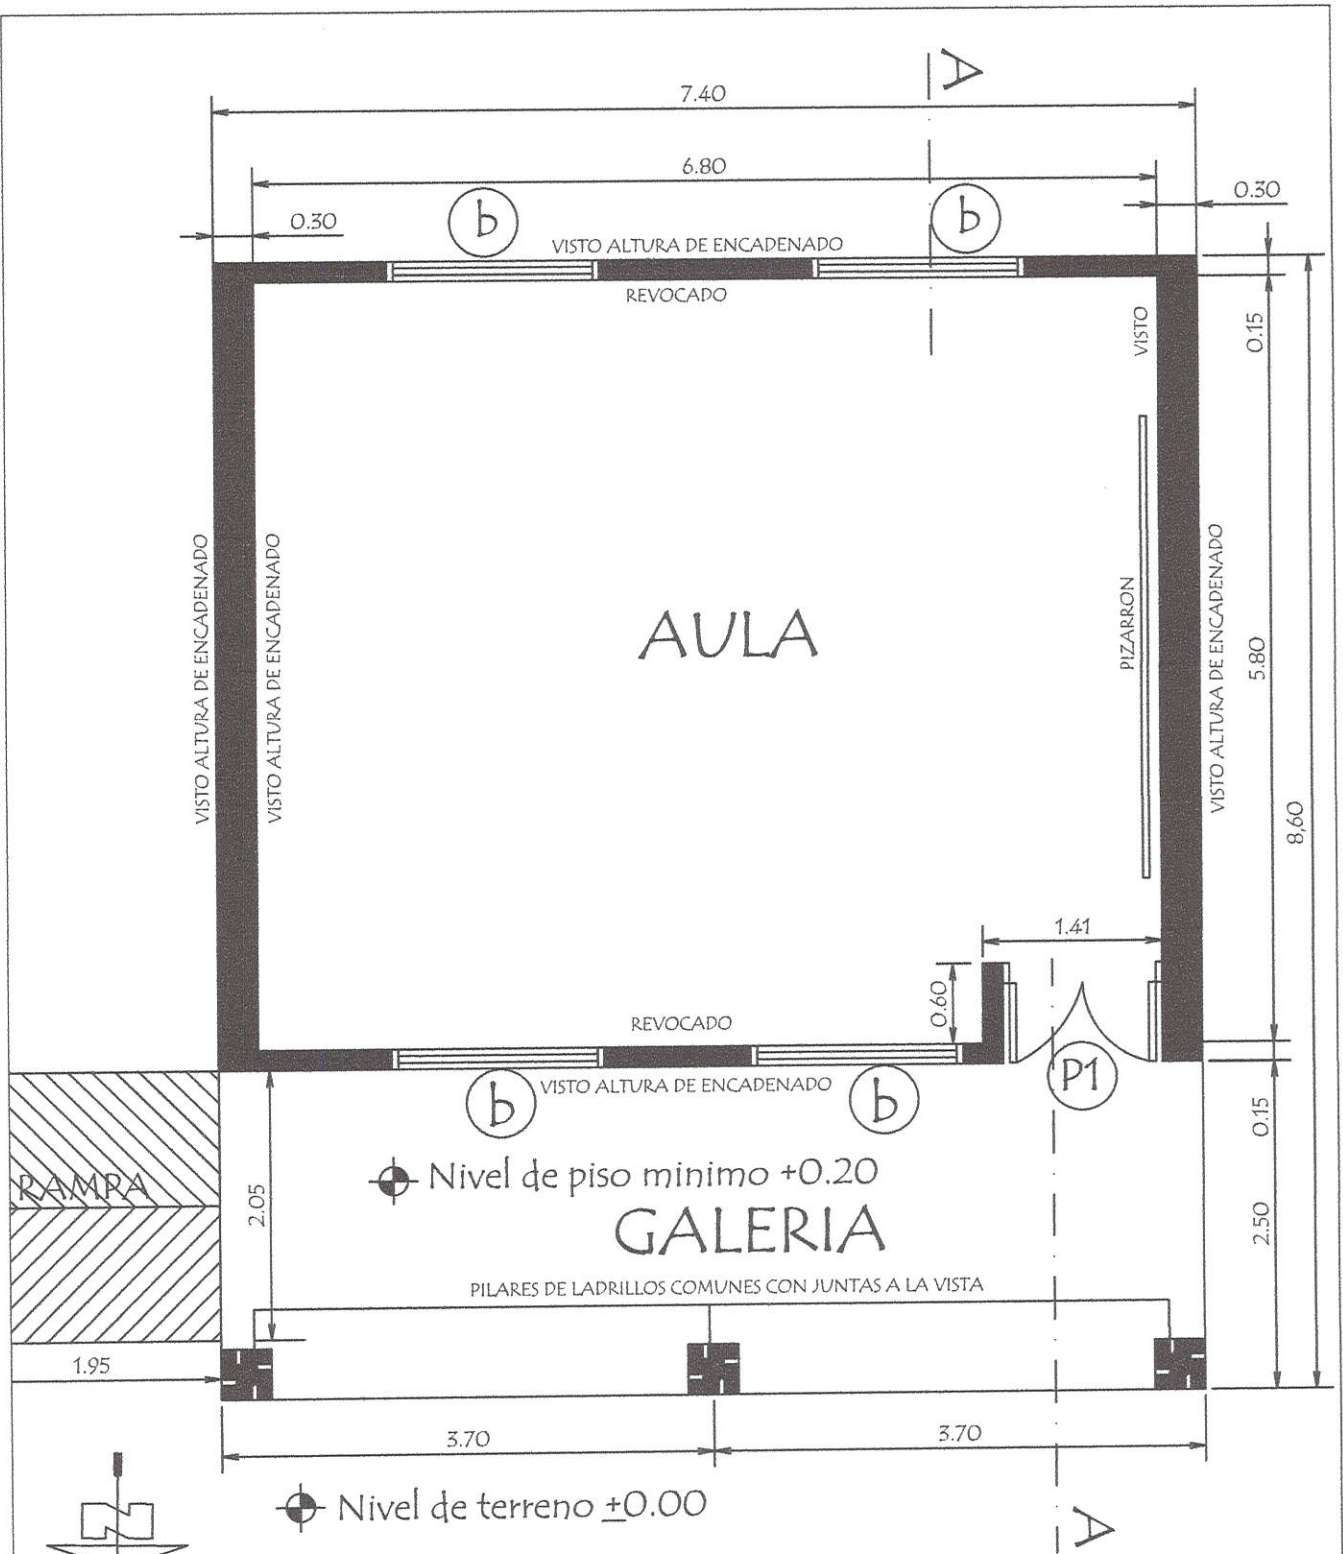 A
7.40
6.80
0.30
0.30
b
b
VISTO ALTURA DE ENCADENADO
REVOCADO
VISTO
0.15
VISTO ALTURA DE ENCADENADO
VISTO ALTURA DE ENCADENADO
AULA
PIZARRON
VISTO ALTURA DE ENCADENADO
5.80
8,60
1.41
0.60
REVOCADO
P1
b
VISTO ALTURA DE ENCADENADO
b
0.15
Nivel de piso minimo +0.20
RAMPA
2.05
GALERIA
2.50
PILARES DE LADRILLOS COMUNES CON JUNTAS A LA VISTA
1.95
3.70
3.70
Nivel de terreno ±0.00
A
N